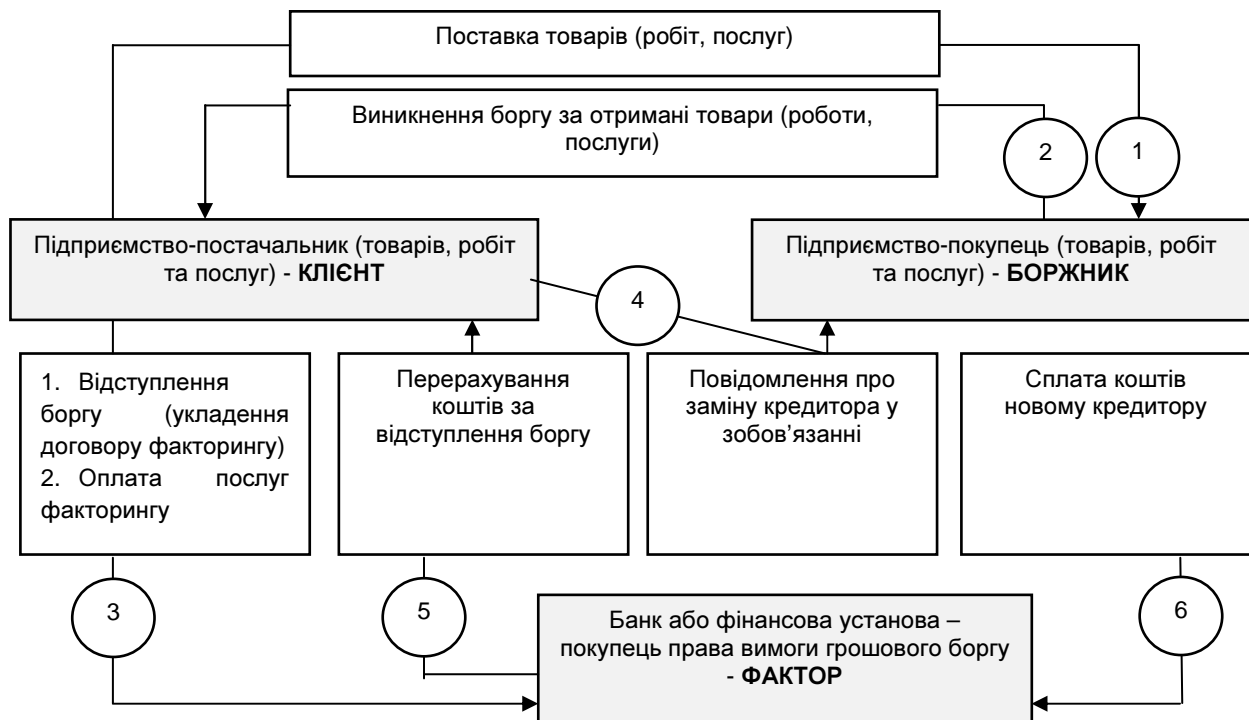 Поставка товарів (робіт, послуг)
Виникнення боргу за отримані товари (роботи,
послуги)
2
1
Підприємство-постачальник (товарів, робіт
та послуг) - КЛІЄНТ
Підприємство-покупець (товарів, робіт
та послуг) - БОРЖНИК
4
1. Відступлення
боргу (укладення
договору факторингу)
2. Оплата послуг
факторингу
Перерахування
коштів за
відступлення боргу
Повідомлення про
заміну кредитора у
зобов’язанні
Сплата коштів
новому кредитору
3
5
6
Банк або фінансова установа –
покупець права вимоги грошового боргу
- ФАКТОР